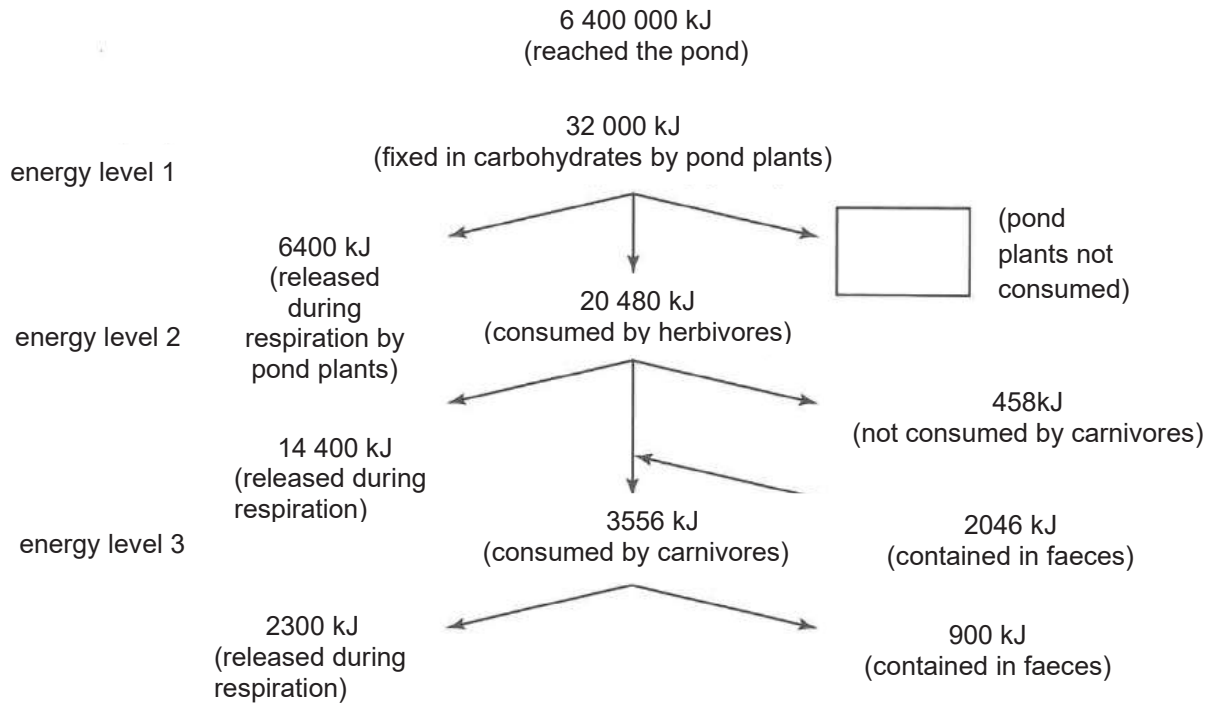 6 400 000 kJ
(reached the pond)
32 000 kJ
(fixed in carbohydrates by pond plants)
energy level 1
6400 kJ
(released
during
respiration by
pond plants)
20 480 kJ
(consumed by herbivores)
(pond
plants not
consumed)
energy level 2
14 400 kJ
(released during
respiration)
458kJ
(not consumed by carnivores)
energy level 3
3556 kJ
(consumed by carnivores)
2046 kJ
(contained in faeces)
2300 kJ
(released during
respiration)
900 kJ
(contained in faeces)